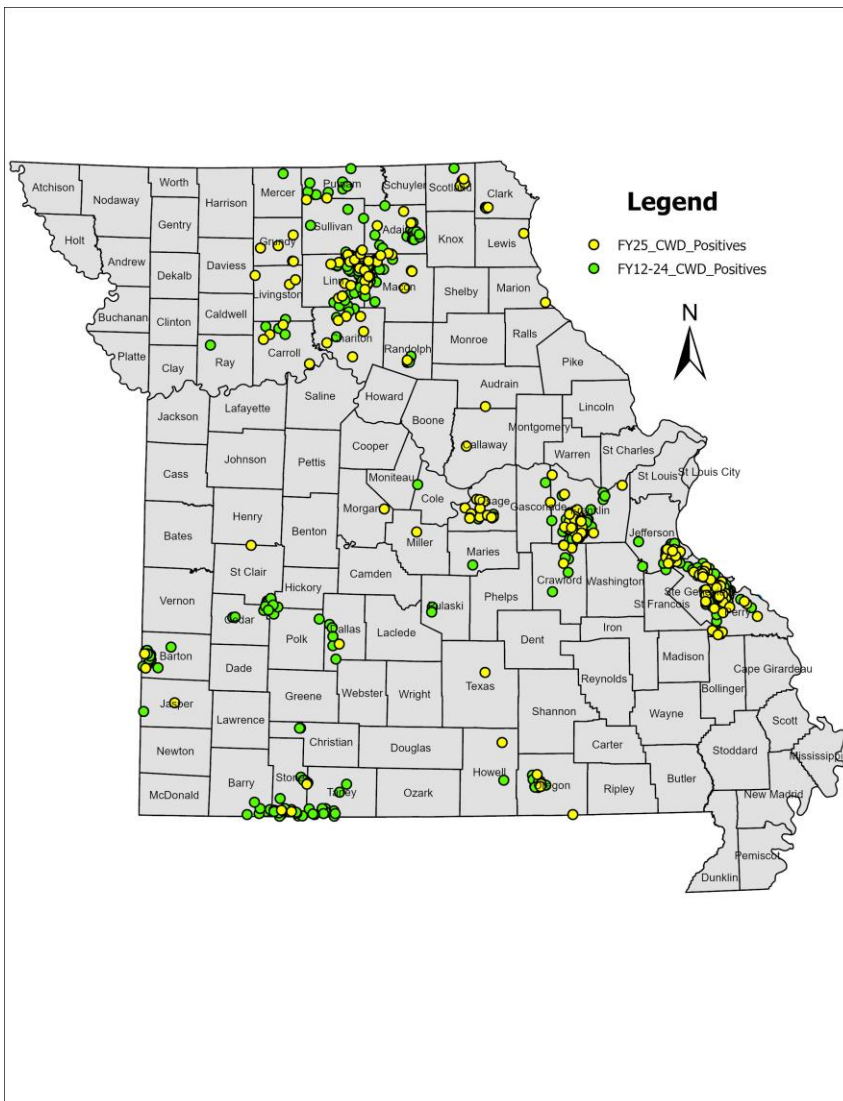 Legend
FY25_CWD_Positives
FY12-24_CWD_Positives
N
Atchison
Nodaway
Worth
Harrison
Mercer
Putnam
Schuyler
Scotland
Clark
Holt
Gentry
Sullivan
Adair
Knox
Lewis
Andrew
Dekalb
Daviess
Grundy
Linn
Macon
Shelby
Marion
Buchanan
Clinton
Caldwell
Livingston
Platte
Clay
Ray
Carroll
Chariton
Randolph
Monroe
Ralls
Pike
Audrain
Jackson
Lafayette
Saline
Howard
Boone
Callaway
Montgomery
Lincoln
Warren
St Charles
Cass
Johnson
Pettis
Cooper
Moniteau
Cole
Osage
Gasconade
Franklin
St Louis
St Louis City
Jefferson
Bates
Henry
Benton
Morgan
Miller
Maries
St Clair
Hickory
Camden
Pulaski
Phelps
Crawford
Washington
Ste Genevieve
St Francois
Perry
Vernon
Cedar
Polk
Dallas
Laclede
Dent
Iron
Madison
Cape Girardeau
Bollinger
Barton
Dade
Greene
Webster
Wright
Texas
Reynolds
Wayne
Scott
Jasper
Lawrence
Christian
Douglas
Shannon
Carter
Stoddard
Mississippi
Newton
Howell
Oregon
Ripley
Butler
New Madrid
McDonald
Barry
Stone
Taney
Ozark
Pemiscot
Dunklin